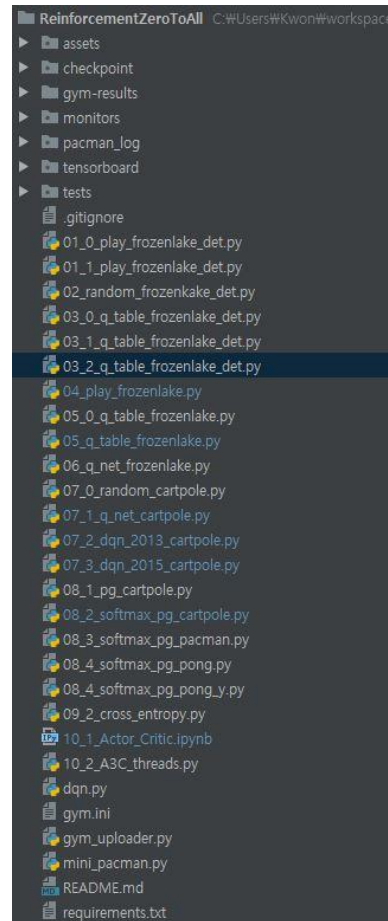 ReinforcementZeroToAll C:₩Users₩Kwon₩workspace
assets
checkpoint
gym-results
monitors
pacman_log
tensorboard
tests
.gitignore
01_0_play_frozenlake_det.py
01_1_play_frozenlake_det.py
02_random_frozenkake_det.py
03_0_q_table_frozenlake_det.py
03_1_q_table_frozenlake_det.py
03_2_q_table_frozenlake_det.py
04_play_frozenlake.py
05_0_q_table_frozenlake.py
05_q_table_frozenlake.py
06_q_net_frozenlake.py
07_0_random_cartpole.py
07_1_q_net_cartpole.py
07_2_dqn_2013_cartpole.py
07_3_dqn_2015_cartpole.py
08_1_pg_cartpole.py
08_2_softmax_pg_cartpole.py
08_3_softmax_pg_pacman.py
08_4_softmax_pg_pong.py
08_4_softmax_pg_pong_y.py
09_2_cross_entropy.py
10_1_Actor_Critic.ipynb
10_2_A3C_threads.py
dqn.py
gym.ini
gym_uploader.py
mini_pacman.py
README.md
requirements.txt